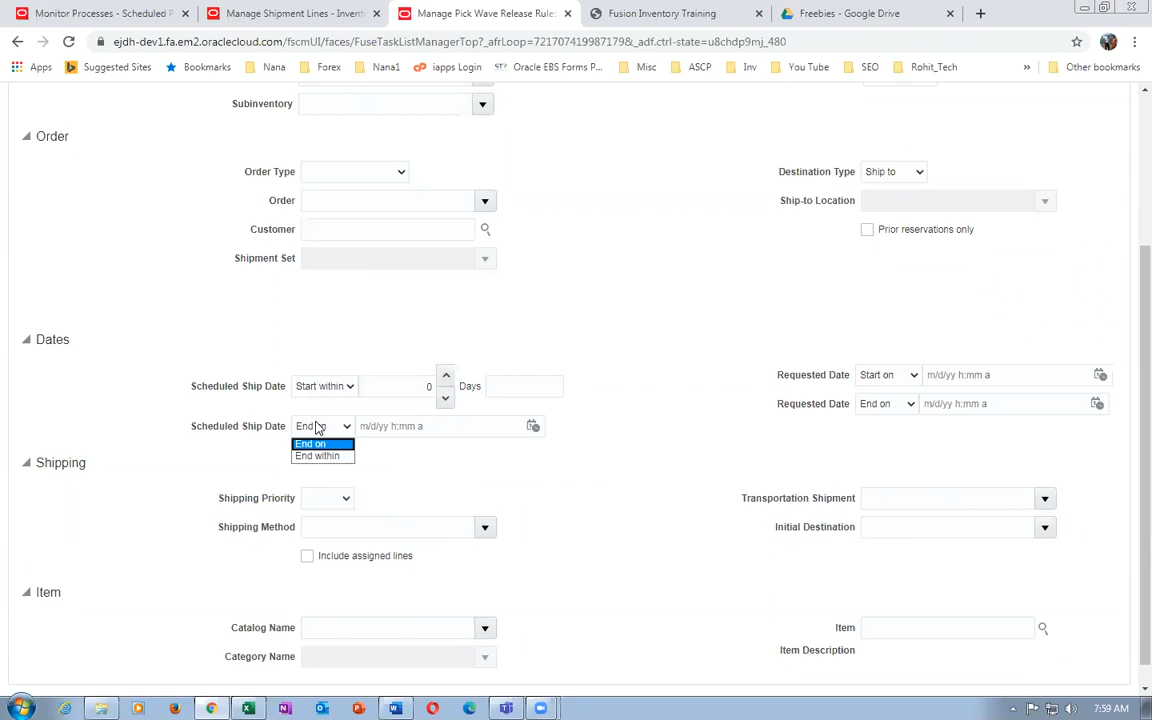 Monitor Processes - Scheduled P
Manage Shipment Lines - Invent
Manage Pick Wave Release Rule
Fusion Inventory Training
Freebies - Google Drive
ejdh-dev1.fa.em2.oraclecloud.com/fscmUI/faces/FuseTaskListManagerTop?_afrLoop=7217074199871179&_adf.ctrl-state=u8chdp9mj_480
Apps Suggested Sites Bookmarks Nana Forex Nana1 iapps Login Oracle EBS Forms P... Misc ASCP Inv You Tube SEO Rohit_Tech » Other bookmarks
Subinventory
Order
Order Type Destination Type Ship to
Order Ship-to Location
Customer Prior reservations only
Shipment Set
Dates
Scheduled Ship Date Start within 0 Days Requested Date Start on m/d/yy h:mm a
Requested Date End on m/d/yy h:mm a
Scheduled Ship Date End on m/d/yy h:mm a
End on
End within
Shipping
Shipping Priority Transportation Shipment
Shipping Method Initial Destination
Include assigned lines
Item
Catalog Name Item
Category Name Item Description
7:59 AM